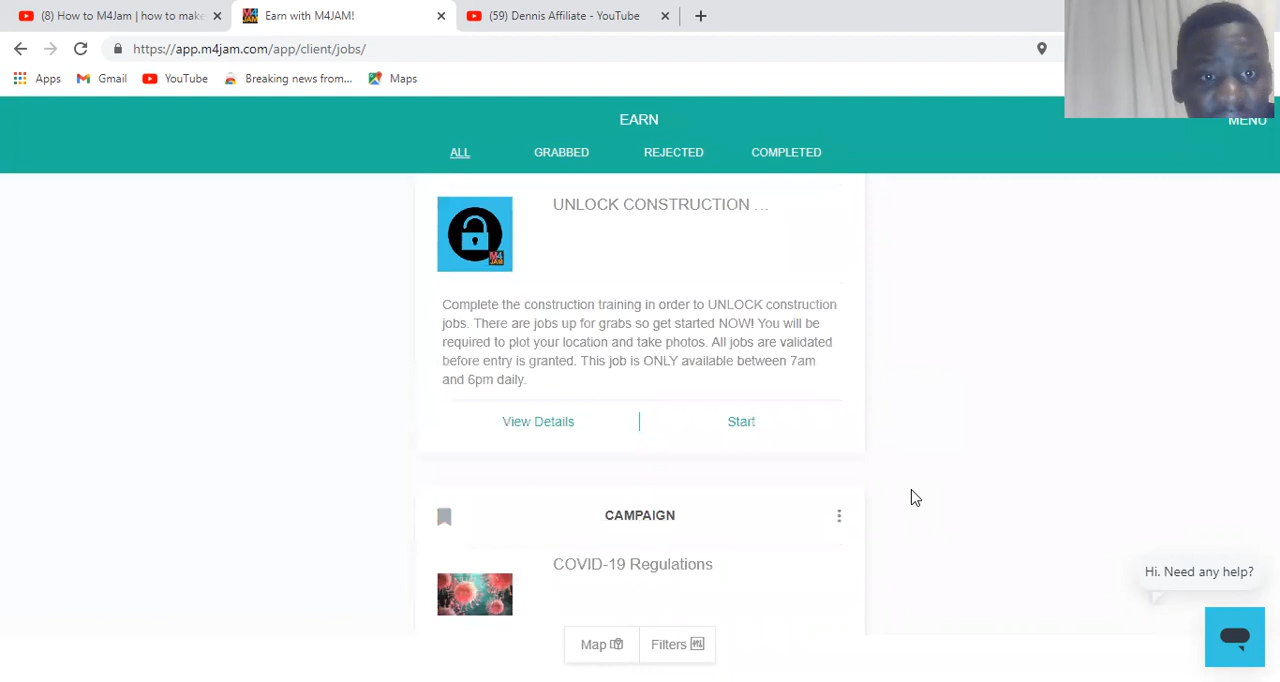 (8) How to M4Jam | how to make
Earn with M4JAM!
(59) Dennis Affiliate - YouTube
https://app.m4jam.com/app/client/jobs/
Apps
Gmail
YouTube
Breaking news from...
Maps
EARN
MENU
ALL
GRABBED
REJECTED
COMPLETED
UNLOCK CONSTRUCTION ...
M4
JAM
Complete the construction training in order to UNLOCK construction
jobs. There are jobs up for grabs so get started NOW! You will be
required to plot your location and take photos. All jobs are validated
before entry is granted. This job is ONLY available between 7am
and 6pm daily.
View Details
Start
CAMPAIGN
COVID-19 Regulations
Hi. Need any help?
Map
Filters